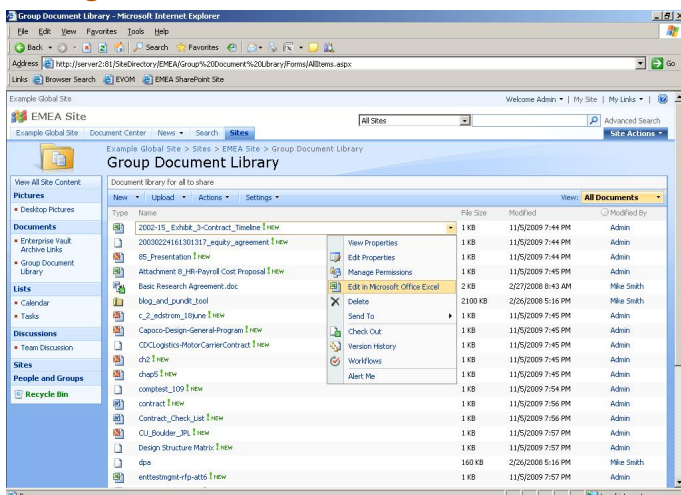 Group Document Library - Microsoft Internet Explorer
File Edit View Favorites Tools Help
Back Search Favorites
Address http://server2:81/SiteDirectory/EMEA/Group%20Document%20Library/Forms/AllItems.aspx Go
Links Browser Search EVOM EMEA SharePoint Site
Example Global Site Welcome Admin | My Site | My Links |
EMEA Site All Sites Advanced Search
Example Global Site Document Center News Search Sites Site Actions
Example Global Site > Sites > EMEA Site > Group Document Library
Group Document Library
View All Site Content
Pictures
Desktop Pictures
Documents
Enterprise Vault
Archive Links
Group Document
Library
Lists
Calendar
Tasks
Discussions
Team Discussion
Sites
People and Groups
Recycle Bin
Document library for all to share
New Upload Actions Settings View: All Documents
Type Name File Size Modified Modified By
2002-15_ Exhibit_3-Contract_Timeline ! NEW 1 KB 11/5/2009 7:44 PM Admin
20030224161301317_equity_agreement ! NEW 1 KB 11/5/2009 7:44 PM Admin
85_Presentation ! NEW 1 KB 11/5/2009 7:44 PM Admin
Attachment 8_HR-Payroll Cost Proposal ! NEW 1 KB 11/5/2009 7:45 PM Admin
Basic Research Agreement.doc 2 KB 2/27/2008 8:43 AM Mike Smith
blog_and_pundit_tool 2100 KB 2/26/2008 5:16 PM Mike Smith
c_2_edstrom_18june ! NEW 1 KB 11/5/2009 7:45 PM Admin
Capoco-Design-General-Program ! NEW 1 KB 11/5/2009 7:45 PM Admin
CDCLogistics-MotorCarrierContract ! NEW 1 KB 11/5/2009 7:45 PM Admin
ch2 ! NEW 1 KB 11/5/2009 7:45 PM Admin
chap5 ! NEW 1 KB 11/5/2009 7:45 PM Admin
comptest_109 ! NEW 1 KB 11/5/2009 7:54 PM Admin
contract ! NEW 1 KB 11/5/2009 7:56 PM Admin
Contract_Check_List ! NEW 1 KB 11/5/2009 7:56 PM Admin
CU_Boulder_JPL ! NEW 1 KB 11/5/2009 7:57 PM Admin
Design Structure Matrix ! NEW 1 KB 11/5/2009 7:57 PM Admin
dpa 160 KB 2/26/2008 5:16 PM Mike Smith
enttestmgmt-rfp-att6 ! NEW 1 KB 11/5/2009 7:57 PM Admin
View Properties
Edit Properties
Manage Permissions
Edit in Microsoft Office Excel
Delete
Send To
Check Out
Version History
Workflows
Alert Me